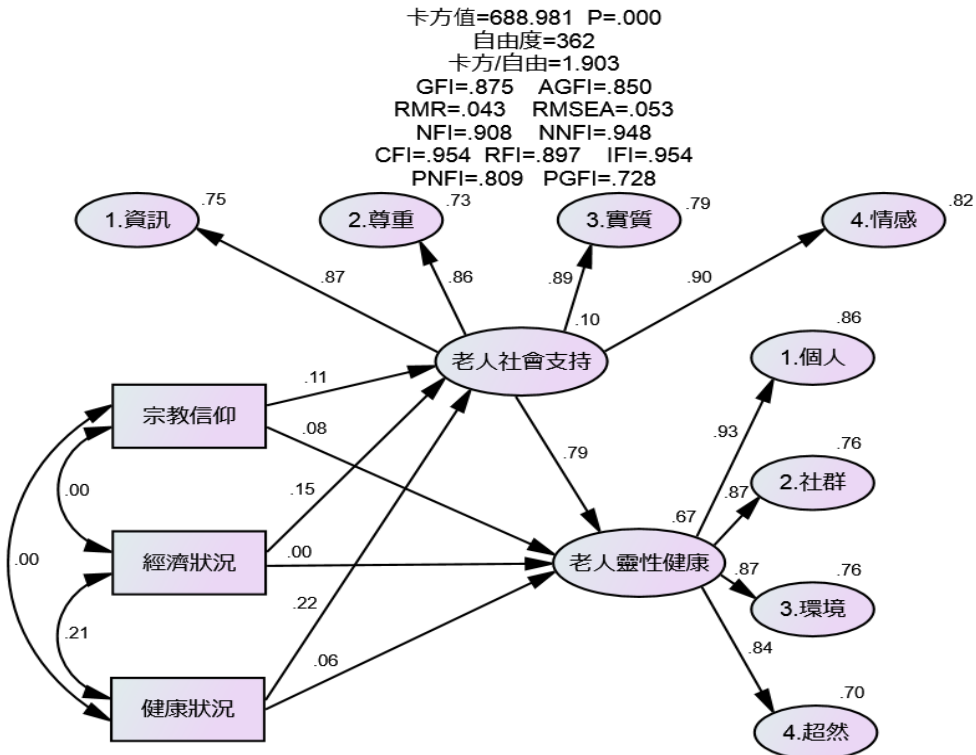 卡方值=688.981 P=.000
自由度=362
卡方/自由=1.903
GFI=.875 AGFI=.850
RMR=.043 RMSEA=.053
NFI=.908 NNFI=.948
CFI=.954 RFI=.897 IFI=.954
PNFI=.809 PGFI=.728
.75
1.資訊
.73
2.尊重
.79
3.實質
.82
4.情感
.87
.86
.89
.90
.10
老人社會支持
.86
1.個人
.11
宗教信仰
.08
.79
.93
.76
2.社群
.00
.15
.87
.67
經濟狀況
.00
老人靈性健康
.00
.87
.76
3.環境
.22
.21
.06
.84
.70
健康狀況
4.超然